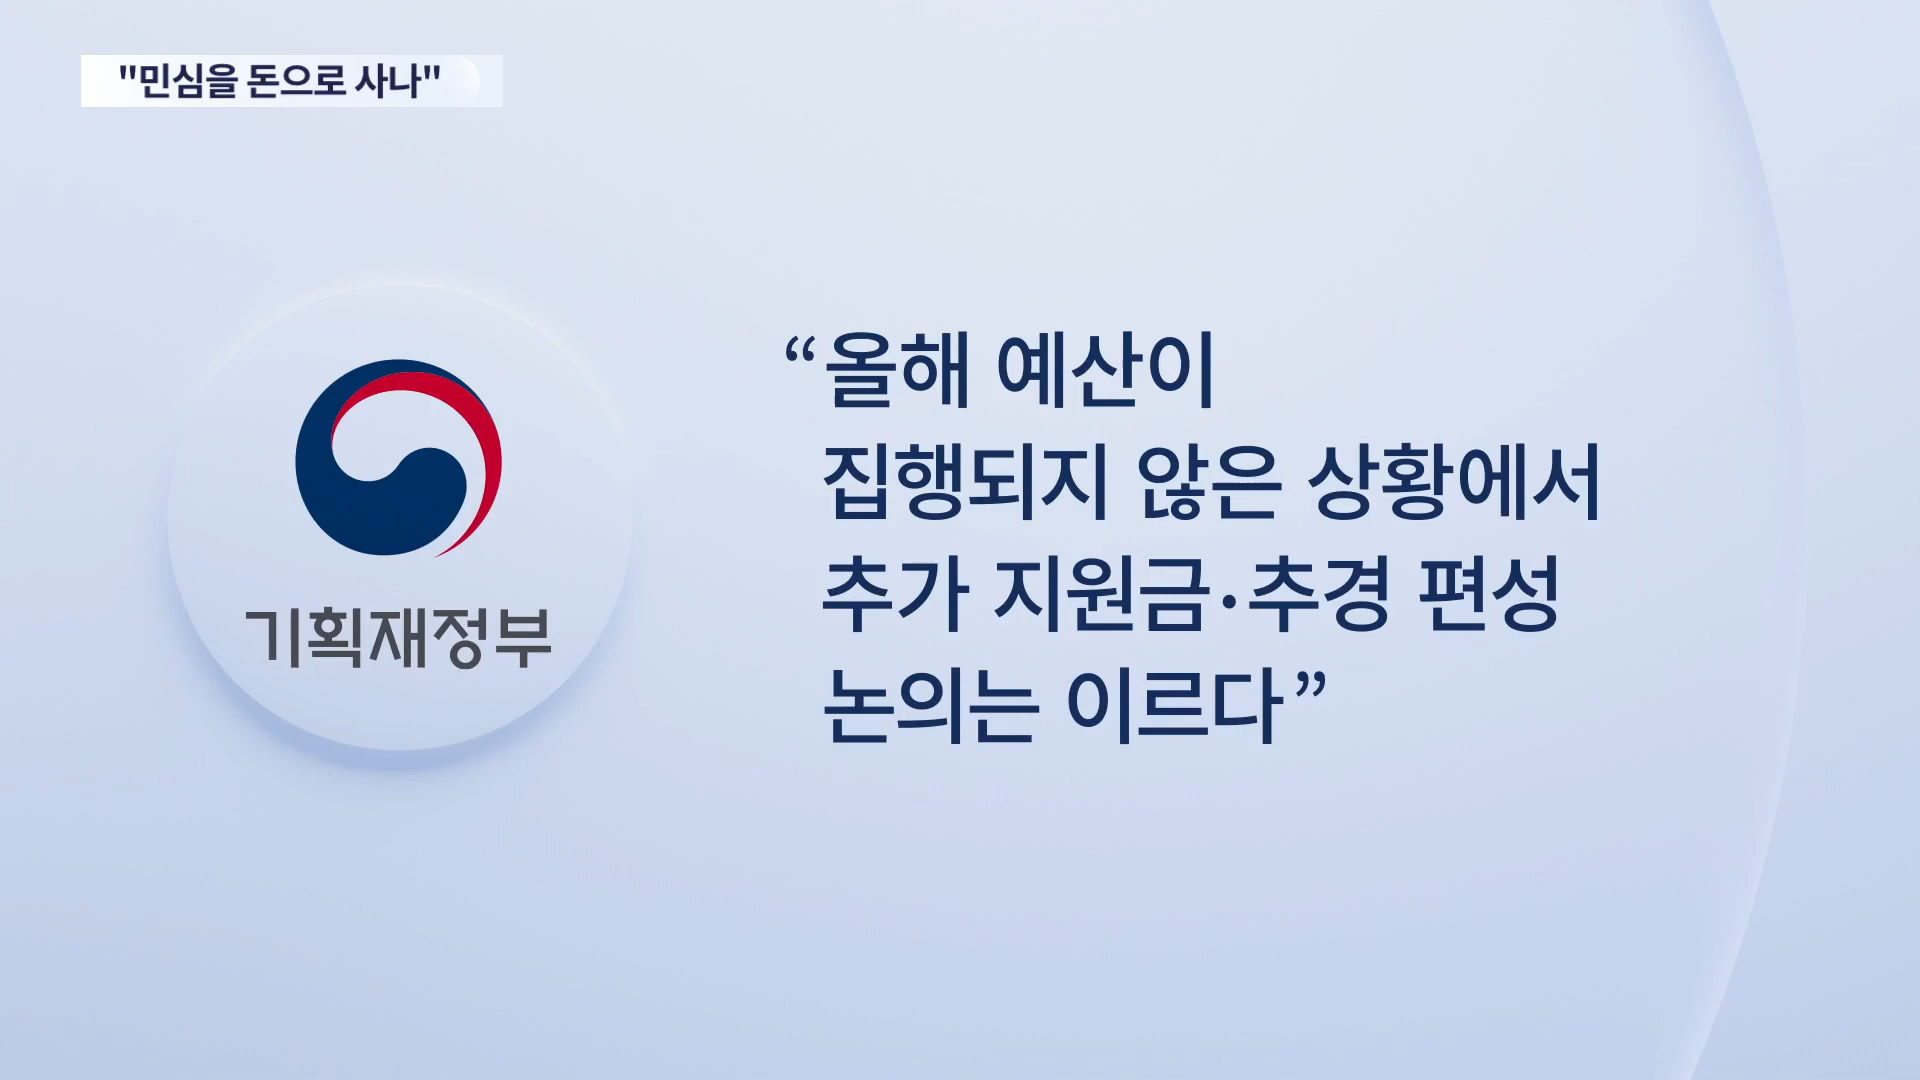 "민심을 돈으로 사나"
기획재정부
“올해 예산이
집행되지 않은 상황에서
추가 지원금·추경 편성
논의는 이르다”